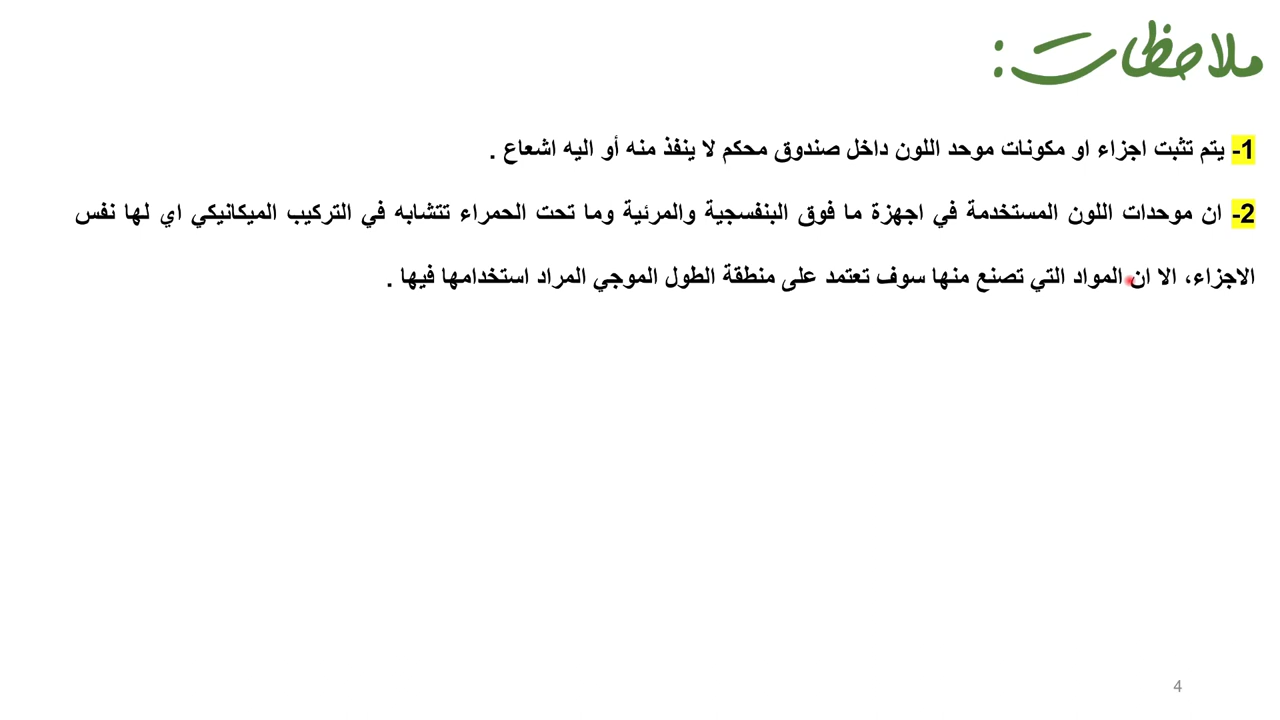 ملاحظات :
1- يتم تثبت اجزاء او مكونات موحد اللون داخل صندوق محكم لا ينفذ منه أو اليه اشعاع .
2- ان موحدات اللون المستخدمة في اجهزة ما فوق البنفسجية والمرئية وما تحت الحمراء تتشابه في التركيب الميكانيكي اي لها نفس
الاجزاء، الا ان المواد التي تصنع منها سوف تعتمد على منطقة الطول الموجي المراد استخدامها فيها .
4